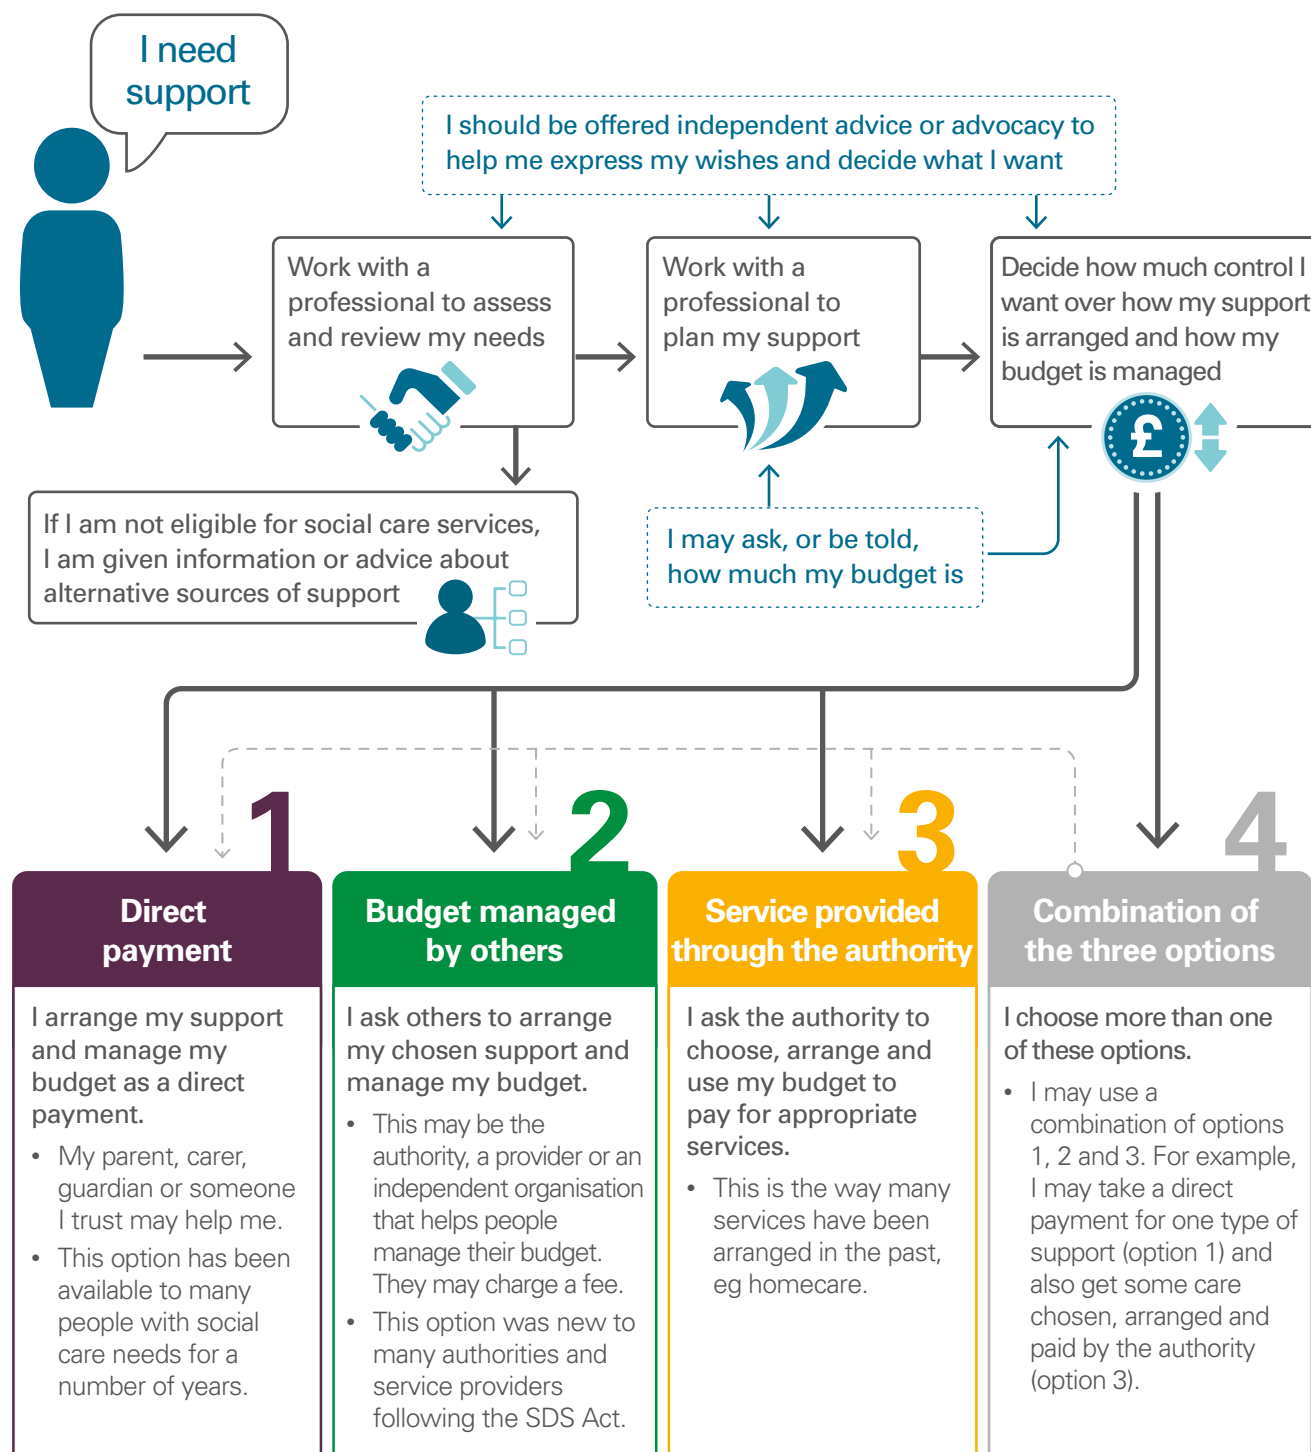 I need
support
I should be offered independent advice or advocacy to
help me express my wishes and decide what I want
Work with a
professional to assess
and review my needs
Work with a
professional to
plan my support
Decide how much control I
want over how my support
is arranged and how my
budget is managed
£
If I am not eligible for social care services,
I am given information or advice about
alternative sources of support
I may ask, or be told,
how much my budget is
1
Direct
payment
I arrange my support
and manage my
budget as a direct
payment.
• My parent, carer,
guardian or someone
I trust may help me.
• This option has been
available to many
people with social
care needs for a
number of years.
2
Budget managed
by others
I ask others to arrange
my chosen support and
manage my budget.
• This may be the
authority, a provider or an
independent organisation
that helps people
manage their budget.
They may charge a fee.
• This option was new to
many authorities and
service providers
following the SDS Act.
3
Service provided
through the authority
I ask the authority to
choose, arrange and
use my budget to
pay for appropriate
services.
• This is the way many
services have been
arranged in the past,
eg homecare.
4
Combination of
the three options
I choose more than one
of these options.
• I may use a
combination of options
1, 2 and 3. For example,
I may take a direct
payment for one type of
support (option 1) and
also get some care
chosen, arranged and
paid by the authority
(option 3).